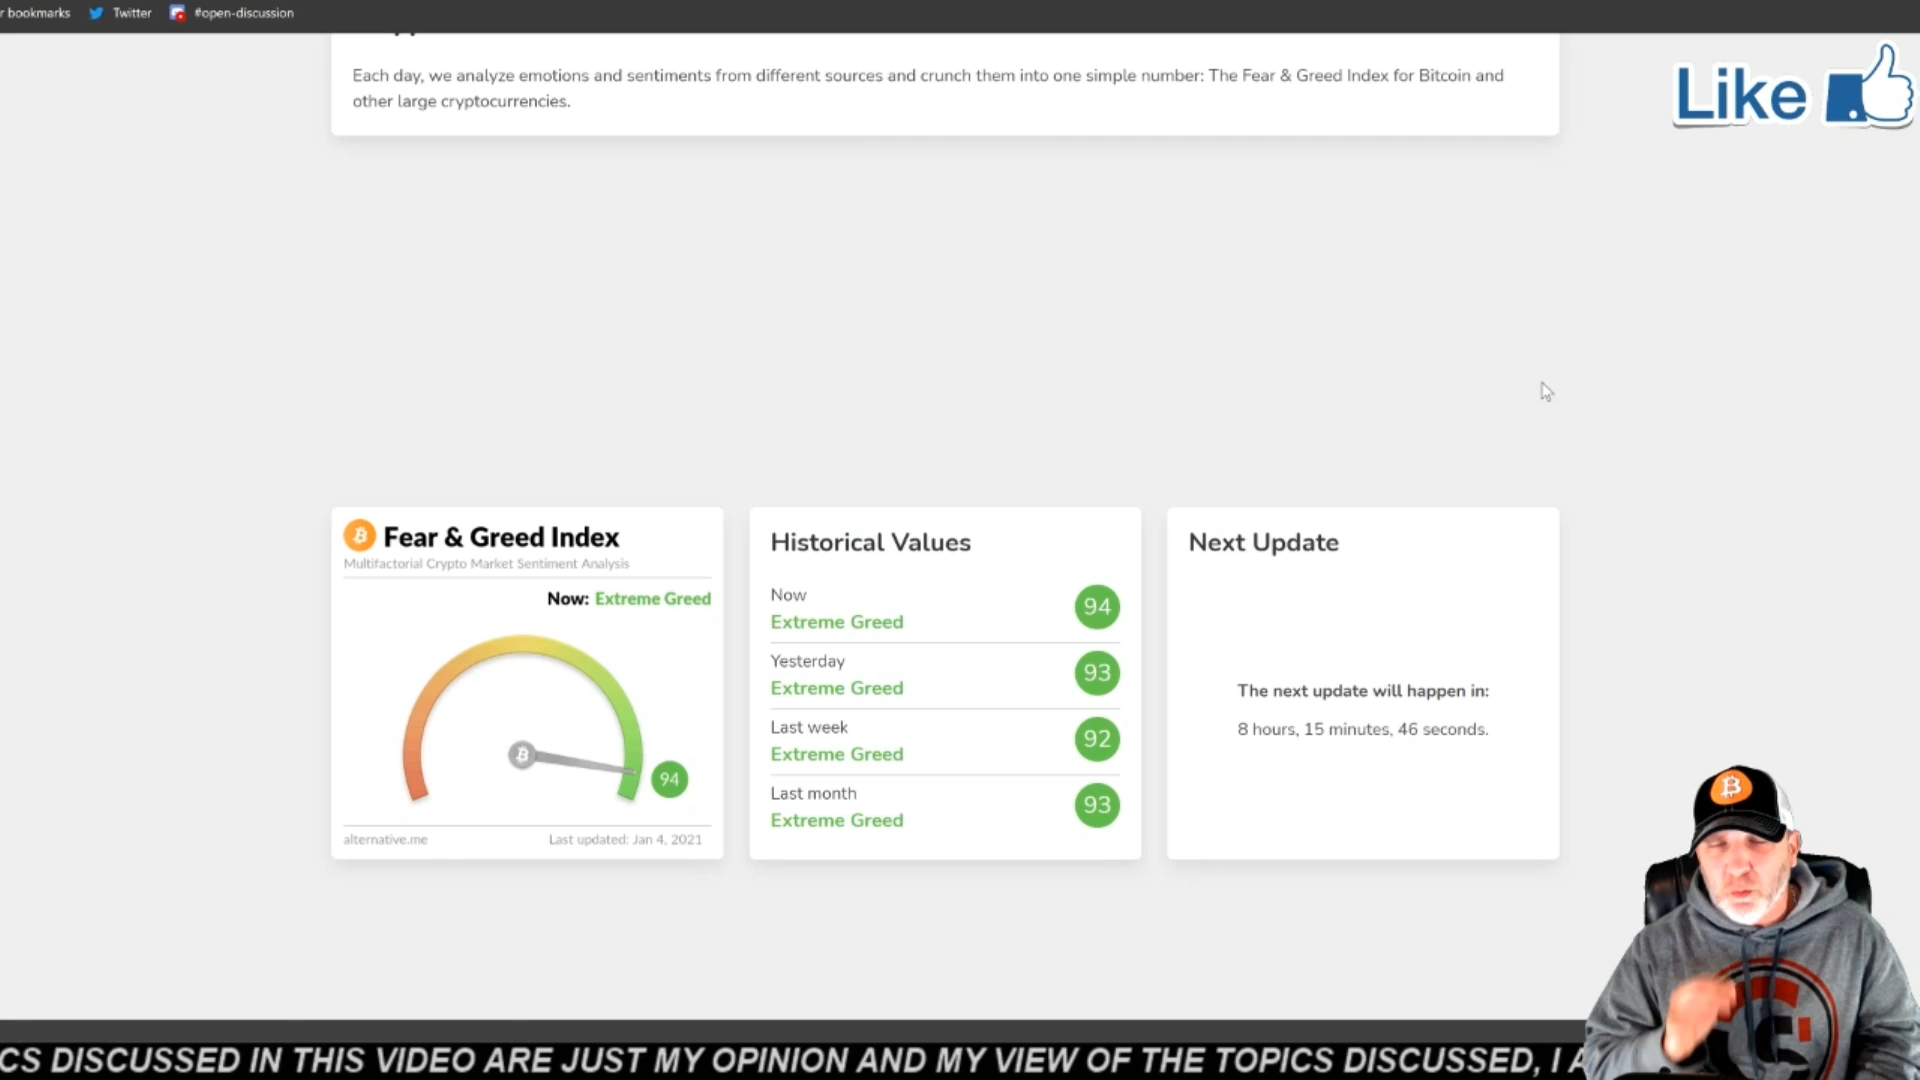 r bookmarks Twitter #open-discussion
Each day, we analyze emotions and sentiments from different sources and crunch them into one simple number: The Fear & Greed Index for Bitcoin and
other large cryptocurrencies.
Like
Fear & Greed Index
Multifactorial Crypto Market Sentiment Analysis
Now: Extreme Greed
94
alternative.me Last updated: Jan 4, 2021
Historical Values
Now
Extreme Greed 94
Yesterday
Extreme Greed 93
Last week
Extreme Greed 92
Last month
Extreme Greed 93
Next Update
The next update will happen in:
8 hours, 15 minutes, 46 seconds.
CS DISCUSSED IN THIS VIDEO ARE JUST MY OPINION AND MY VIEW OF THE TOPICS DISCUSSED, I A